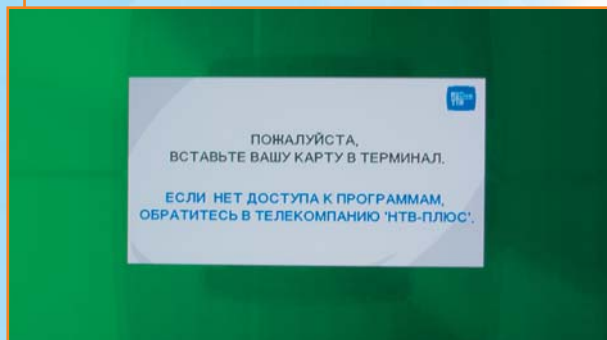 ПОЖАЛУЙСТА,
ВСТАВЬТЕ ВАШУ КАРТУ В ТЕРМИНАЛ.
ЕСЛИ НЕТ ДОСТУПА К ПРОГРАММАМ,
ОБРАТИТЕСЬ В ТЕЛЕКОМПАНИЮ 'НТВ-ПЛЮС'.